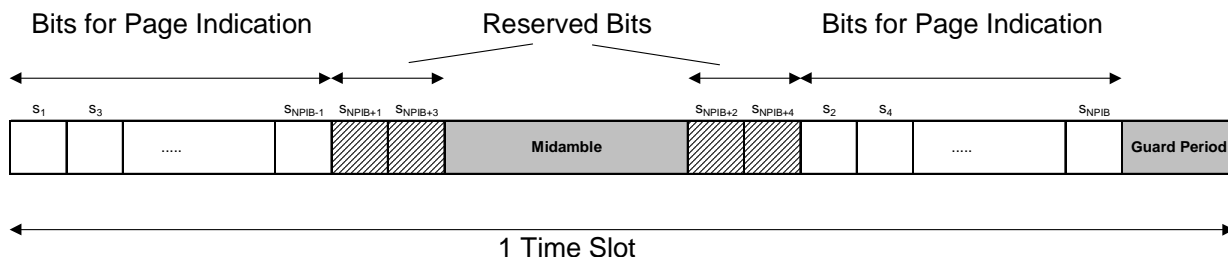 Bits for Page Indication Reserved Bits Bits for Page Indication
s1 s3 sNPIB-1 sNPIB+1 sNPIB+3 sNPIB+2 sNPIB+4 s2 s4 sNPIB
..... Midamble ..... Guard Period
1 Time Slot